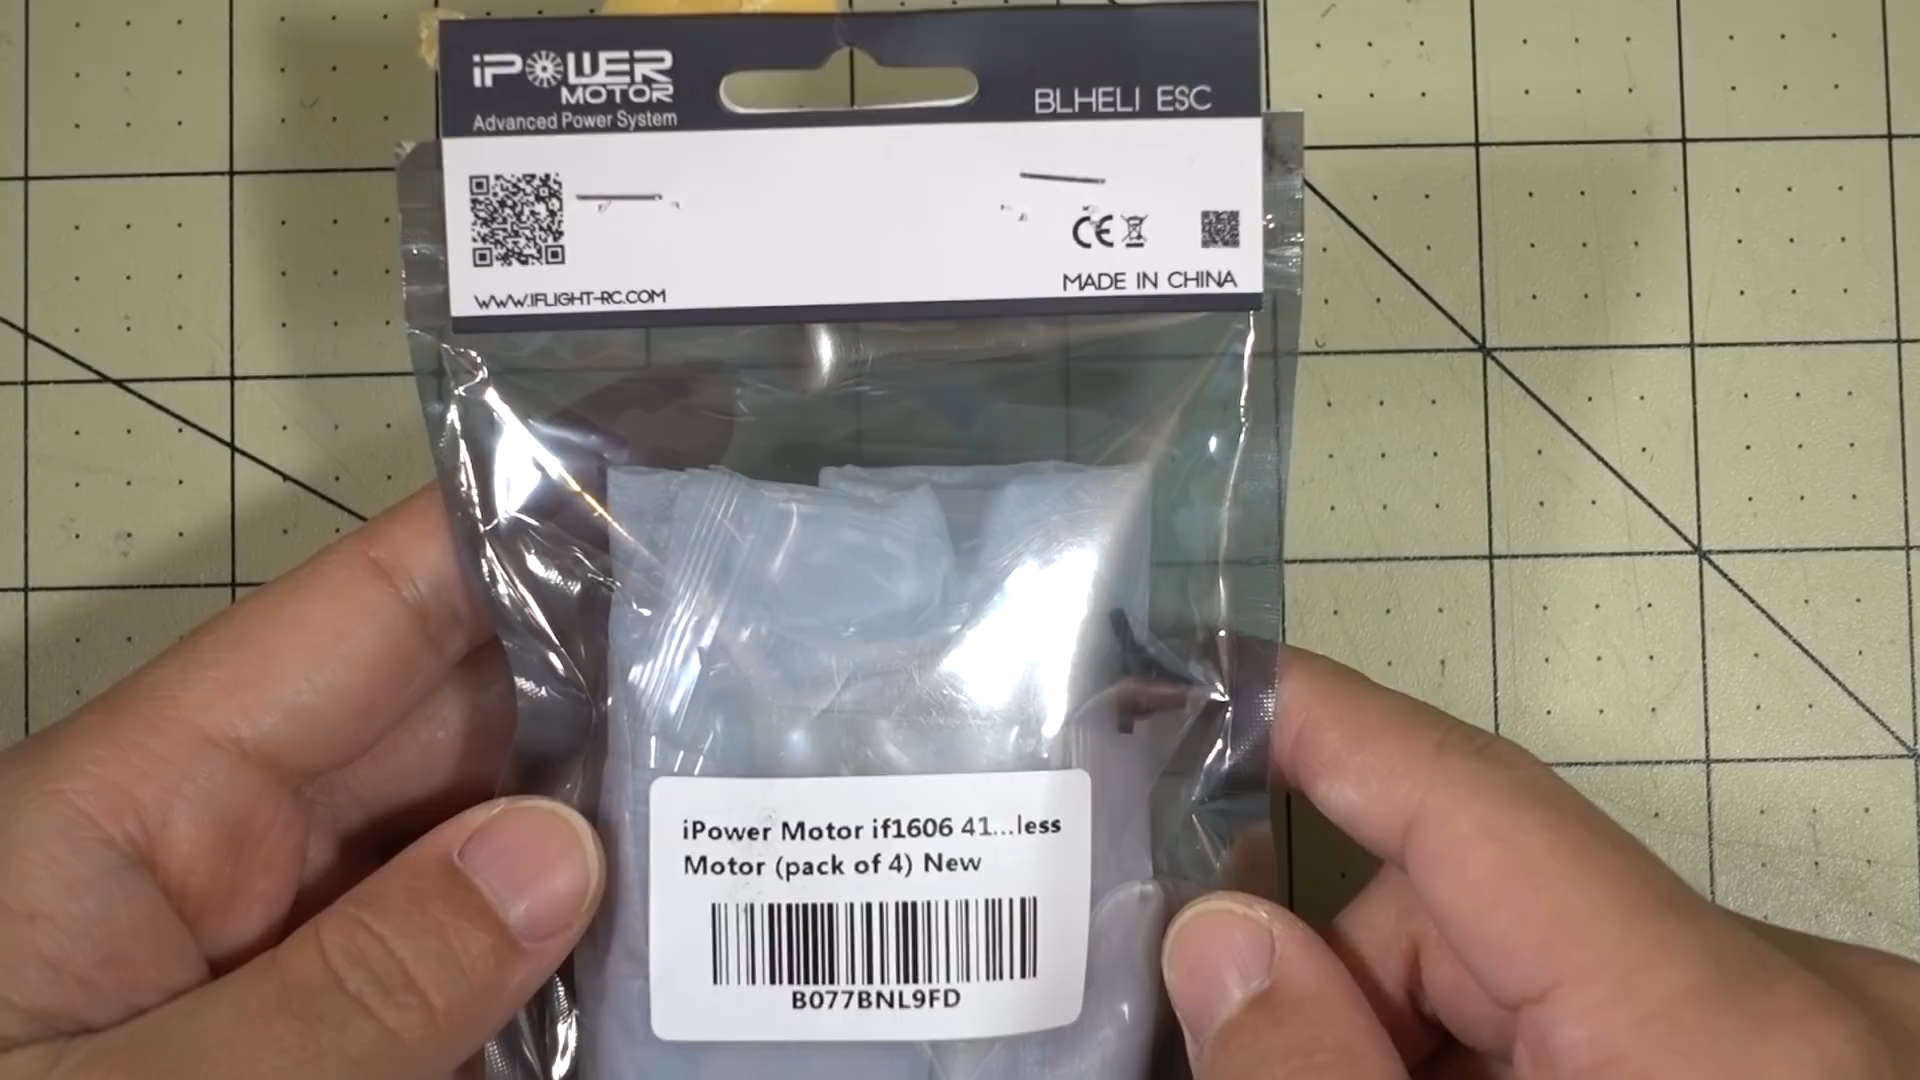 iPOWER
MOTOR
Advanced Power System
BLHELI ESC
CE
WWW.IFLIGHT-RC.COM
MADE IN CHINA
iPower Motor if1606 41...less
Motor (pack of 4) New
B077BNL9FD